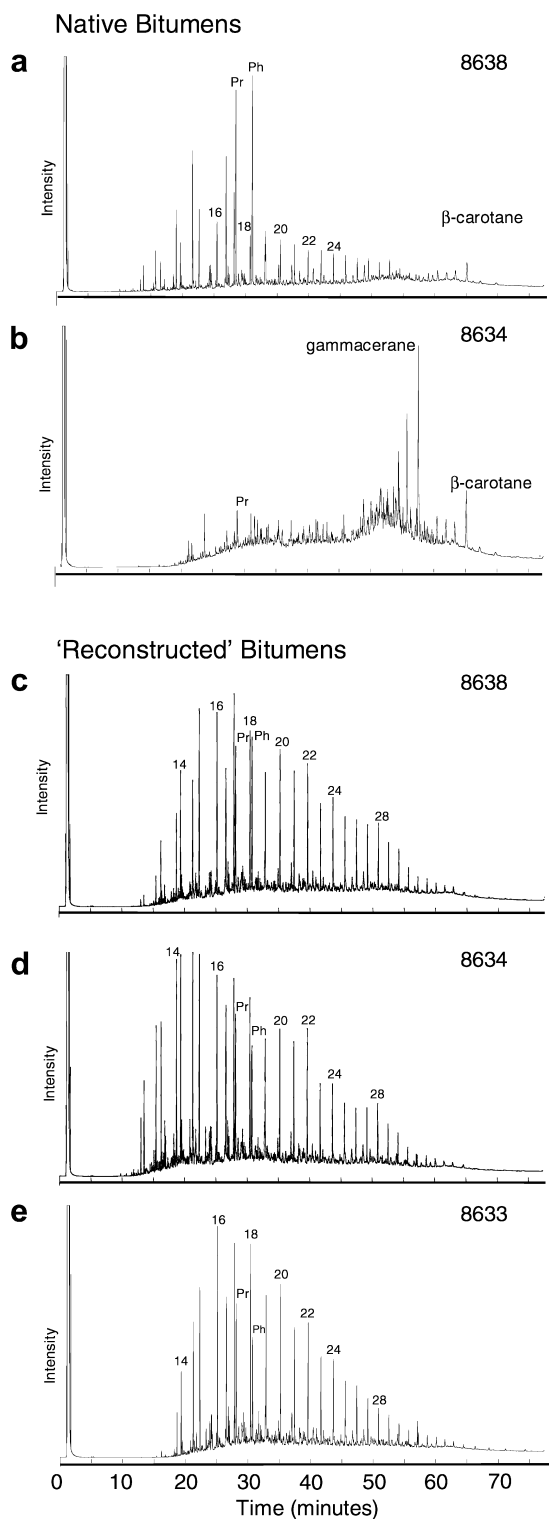 Native Bitumens
a
8638
Ph
Pr
16
18
20
22
24
β-carotane
Intensity
b
8634
gammacerane
β-carotane
Pr
Intensity
'Reconstructed' Bitumens
c
8638
16
18
Pr
Ph
20
22
14
24
28
Intensity
d
8634
14
16
Pr
Ph
20
22
24
28
Intensity
e
8633
16
18
20
Pr
22
Ph
24
14
28
Intensity
0 10 20 30 40 50 60 70
Time (minutes)